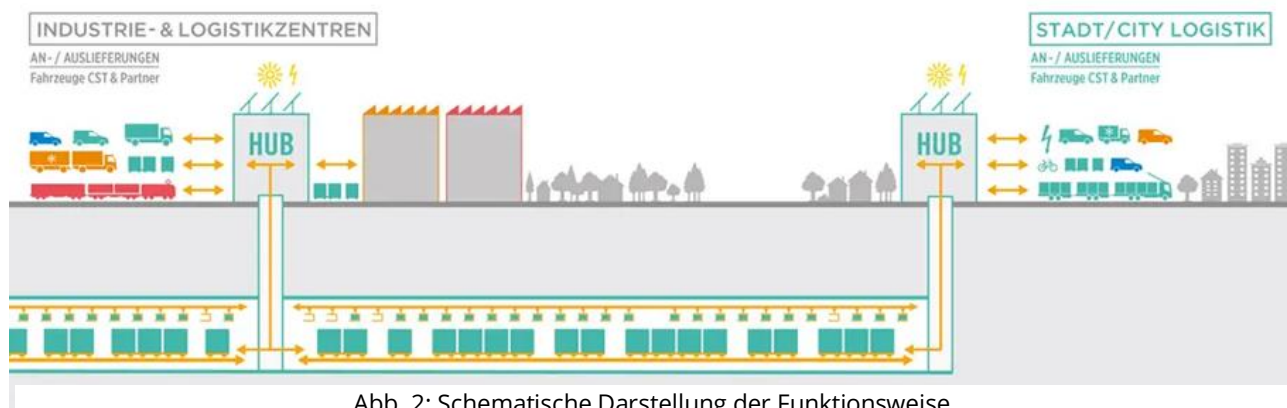 INDUSTRIE- & LOGISTIKZENTREN
AN- / AUSLIEFERUNGEN
Fahrzeuge CST & Partner
HUB
STADT/CITY LOGISTIK
AN- / AUSLIEFERUNGEN
Fahrzeuge CST & Partner
HUB
Abb. 2: Schematische Darstellung der Funktionsweise